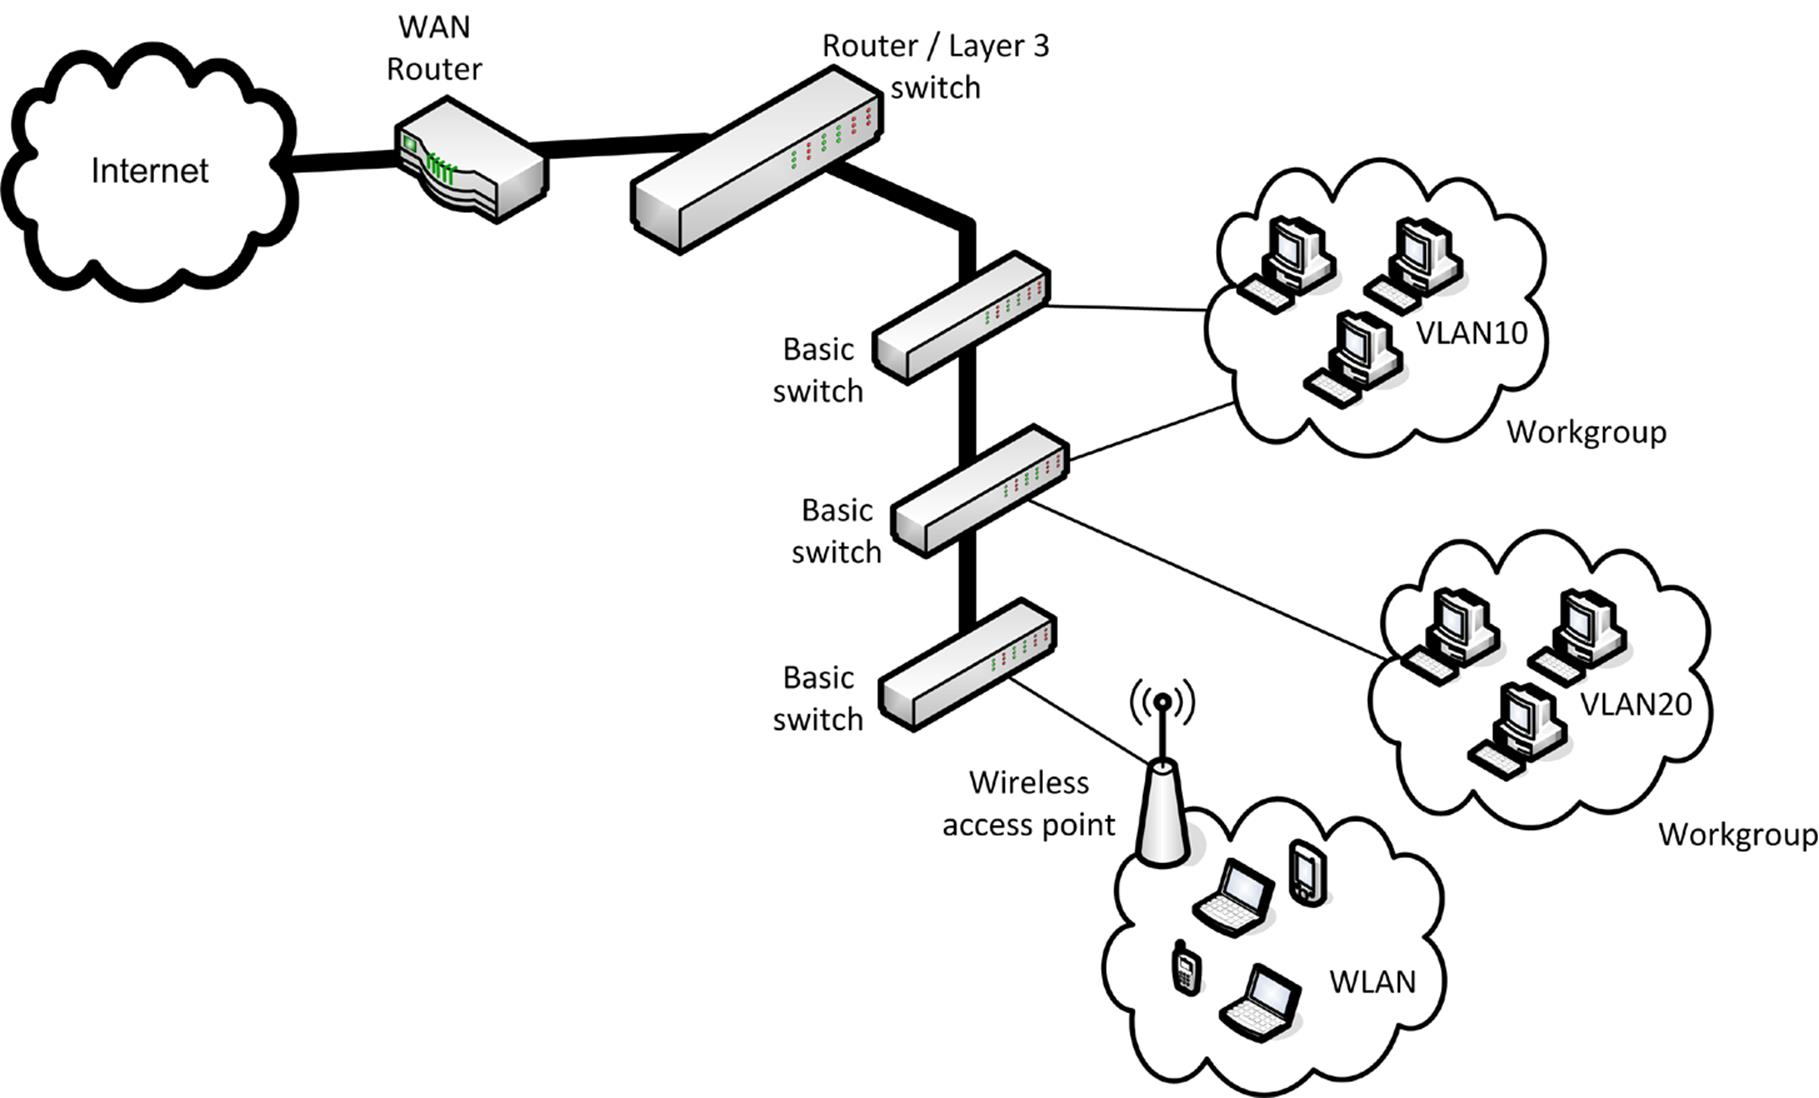 WAN
Router
Router / Layer 3
switch
Internet
Basic
switch
VLAN10
Workgroup
Basic
switch
Basic
switch
VLAN20
Workgroup
Wireless
access point
WLAN